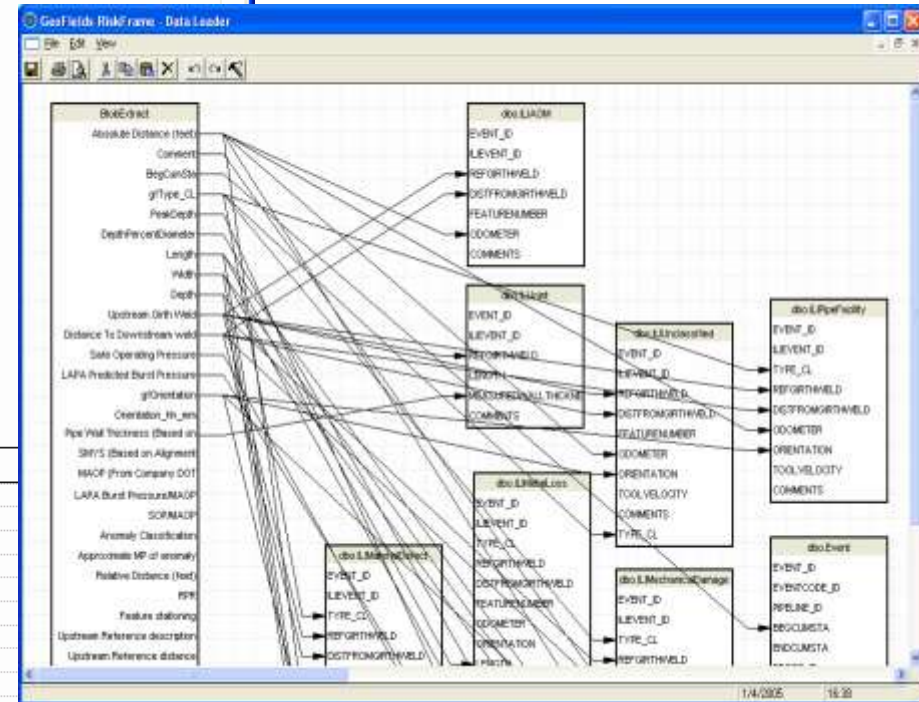 GeoFields RiskFrame - Data Loader
File Edit View
BlobExtract
Absolute Distance (feet)
Comment
BegCumSta
gfType_CL
PeakDepth
DepthPercentDiameter
Length
Width
Depth
Upstream Girth Weld
Distance To Downstream weld
Safe Operating Pressure
LAPA Predicted Burst Pressure
gfOrientation
Orientation_hh_mm
Pipe Wall Thickness (Based on
SMYS (Based on Alignment
MAOP (From Company DOT
LAPA Burst Pressure/MAOP
SOP/MAOP
Anomaly Classification
Approximate MP of anomaly
Relative Distance (feet)
RPR
Feature stationing
Upstream Reference description
Upstream Reference distance
dbo.ILIAGM
EVENT_ID
ILIEVENT_ID
REFGIRTHWELD
DISTFROMGIRTHWELD
FEATURENUMBER
ODOMETER
COMMENTS
EVENT_ID
ILIEVENT_ID
REFGIRTHWELD
LENGTH
MEASUREDWALLTHICKNE
COMMENTS
dbo.ILIUnclassified
EVENT_ID
ILIEVENT_ID
REFGIRTHWELD
DISTFROMGIRTHWELD
FEATURENUMBER
ODOMETER
ORIENTATION
TOOLVELOCITY
COMMENTS
TYPE_CL
dbo.ILIPipeFacility
EVENT_ID
ILIEVENT_ID
TYPE_CL
REFGIRTHWELD
DISTFROMGIRTHWELD
ODOMETER
ORIENTATION
TOOLVELOCITY
COMMENTS
dbo.ILIMetalLoss
EVENT_ID
ILIEVENT_ID
TYPE_CL
REFGIRTHWELD
DISTFROMGIRTHWELD
FEATURENUMBER
ODOMETER
ORIENTATION
LENGTH
dbo.ILIMaterialDefect
EVENT_ID
ILIEVENT_ID
TYPE_CL
REFGIRTHWELD
DISTFROMGIRTHWELD
dbo.ILIMechanicalDamage
EVENT_ID
ILIEVENT_ID
TYPE_CL
REFGIRTHWELD
dbo.Event
EVENT_ID
EVENTCODE_ID
PIPELINE_ID
BEGCUMSTA
ENDCUMSTA
1/4/2005 16:38